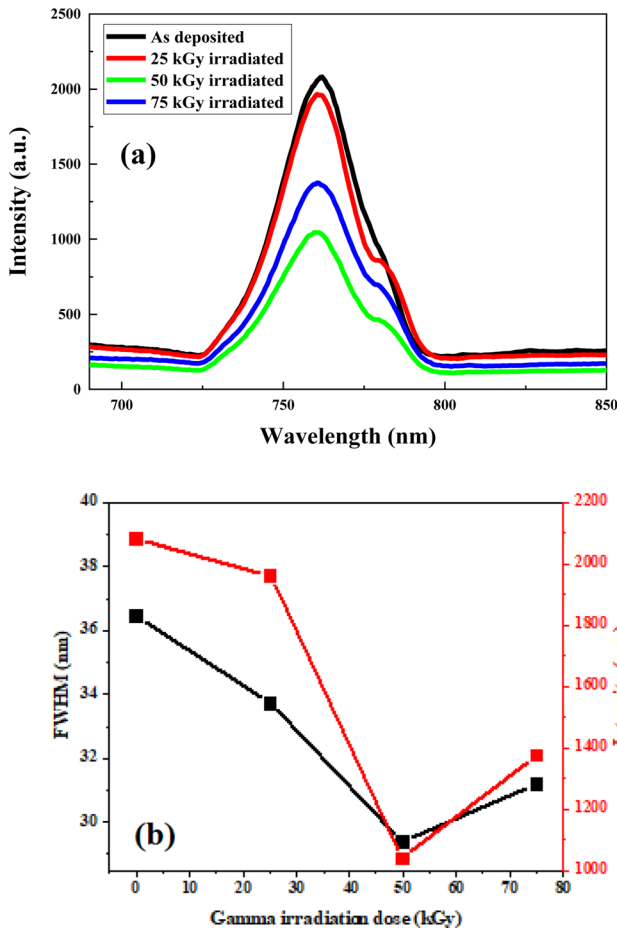 2500
2000
1500
1000
500
0
As deposited
25 kGy irradiated
50 kGy irradiated
75 kGy irradiated
(a)
Intensity (a.u.)
700 750 800 850
Wavelength (nm)
40
38
36
34
32
30
FWHM (nm)
(b)
2200
2000
1800
1600
1400
1200
1000
0 10 20 30 40 50 60 70 80
Gamma irradiation dose (kGy)